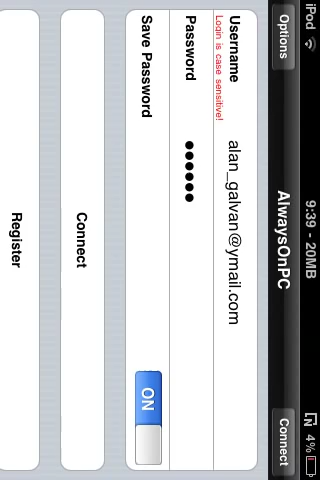 iPod 9:39 - 20MB N 4%
Options AlwaysOnPC Connect
Username alan_galvan@ymail.com
Login is case sensitive!
Password ●●●●●●
Save Password ON
Connect
Register